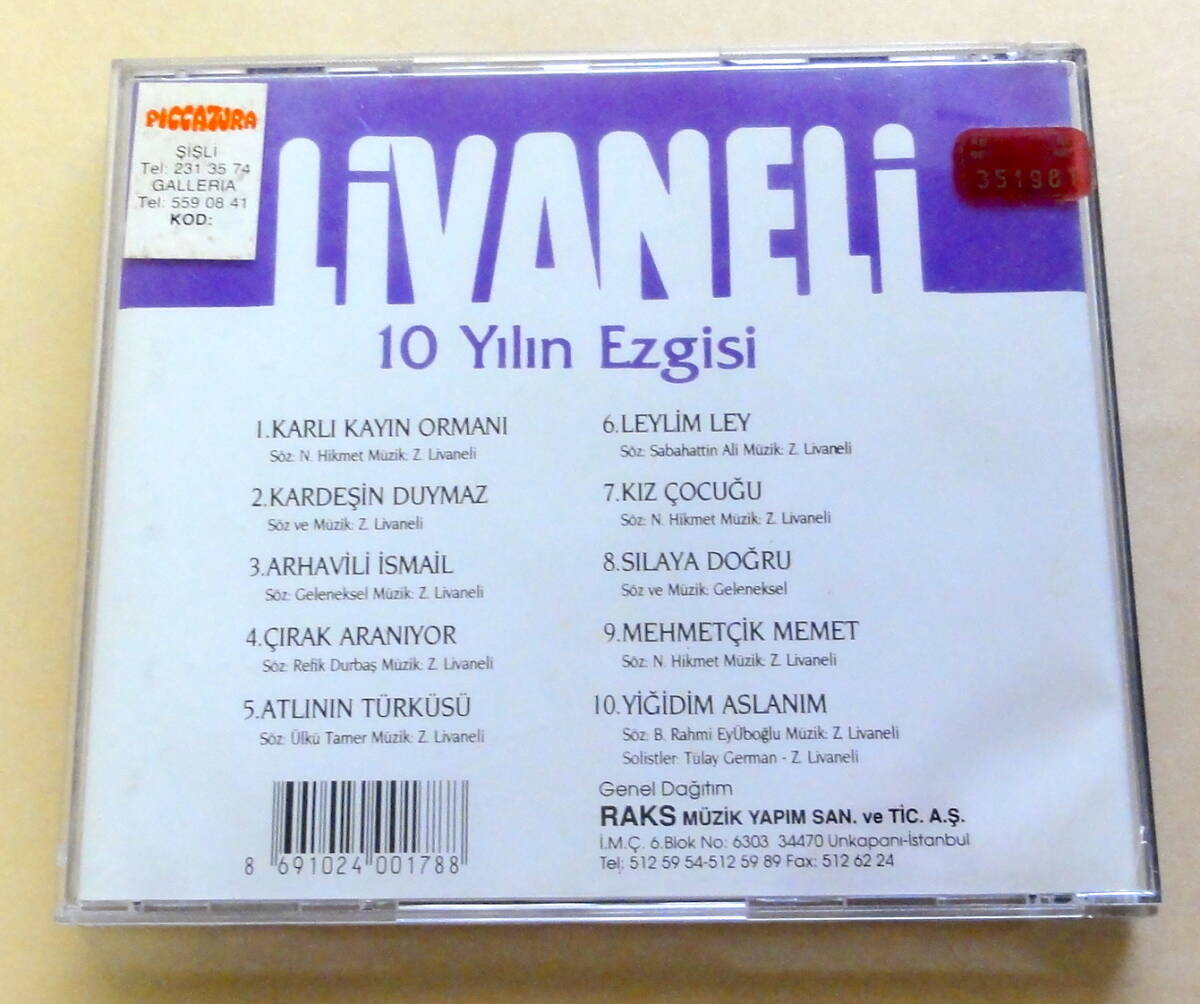 PICCATURA
ŞİŞLİ
Tel: 231 35 74
GALLERIA
Tel: 559 08 41
KOD:
LİVANELİ
351981
10 Yılın Ezgisi
1.KARLI KAYIN ORMANI
Söz: N. Hikmet Müzik: Z. Livaneli
2.KARDEŞİN DUYMAZ
Söz ve Müzik: Z. Livaneli
3.ARHAVİLİ İSMAİL
Söz: Geleneksel Müzik: Z. Livaneli
4.ÇIRAK ARANIYOR
Söz: Refik Durbaş Müzik: Z. Livaneli
5.ATLININ TÜRKÜSÜ
Söz: Ülkü Tamer Müzik: Z. Livaneli
6.LEYLİM LEY
Söz: Sabahattin Ali Müzik: Z. Livaneli
7.KIZ ÇOCUĞU
Söz: N. Hikmet Müzik: Z. Livaneli
8.SILAYA DOĞRU
Söz ve Müzik: Geleneksel
9.MEHMETÇİK MEMET
Söz: N. Hikmet Müzik: Z. Livaneli
10.YİĞİDİM ASLANIM
Söz: B. Rahmi EyÜboğlu Müzik: Z. Livaneli
Solistler: Tülay German - Z. Livaneli
8 691024 001788
Genel Dağıtım
RAKS MÜZİK YAPIM SAN. ve TİC. A.Ş.
İ.M.Ç. 6.Blok No: 6303 34470 Unkapanı-İstanbul
Tel: 512 59 54-512 59 89 Fax: 512 62 24